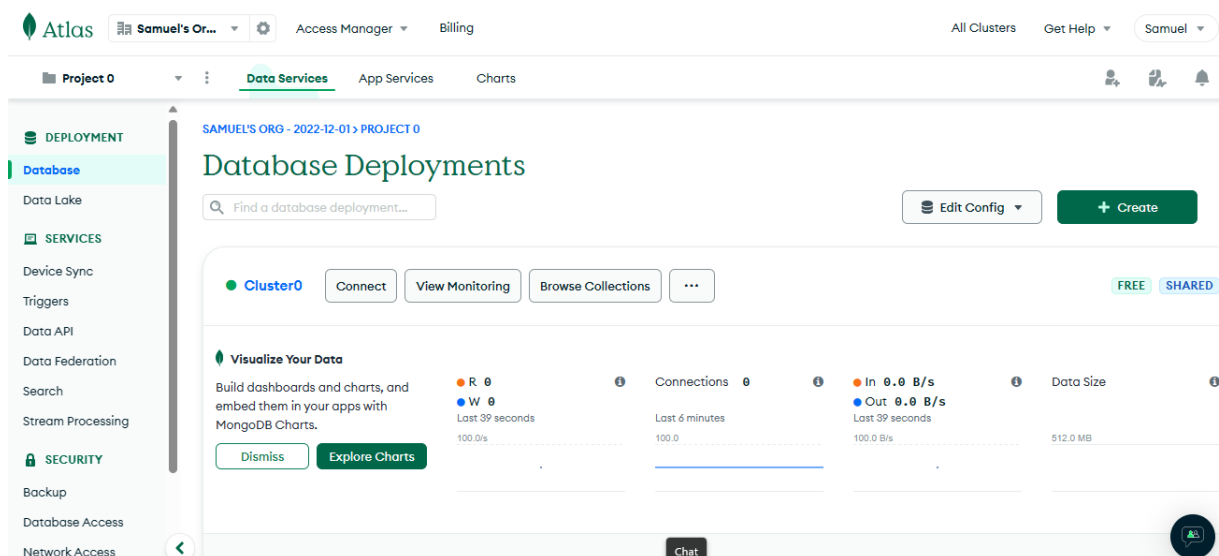 Atlas
Samuel's Or...
Access Manager
Billing
All Clusters
Get Help
Samuel
Project 0
Data Services
App Services
Charts
DEPLOYMENT
Database
Data Lake
SERVICES
Device Sync
Triggers
Data API
Data Federation
Search
Stream Processing
SECURITY
Backup
Database Access
Network Access
SAMUEL'S ORG - 2022-12-01 > PROJECT 0
Database Deployments
Find a database deployment...
Edit Config
+ Create
Cluster0
Connect
View Monitoring
Browse Collections
...
FREE
SHARED
Visualize Your Data
Build dashboards and charts, and
embed them in your apps with
MongoDB Charts.
Dismiss
Explore Charts
R 0
W 0
Last 39 seconds
100.0/s
Connections 0
Last 6 minutes
100.0
In 0.0 B/s
Out 0.0 B/s
Last 39 seconds
100.0 B/s
Data Size
512.0 MB
Chat